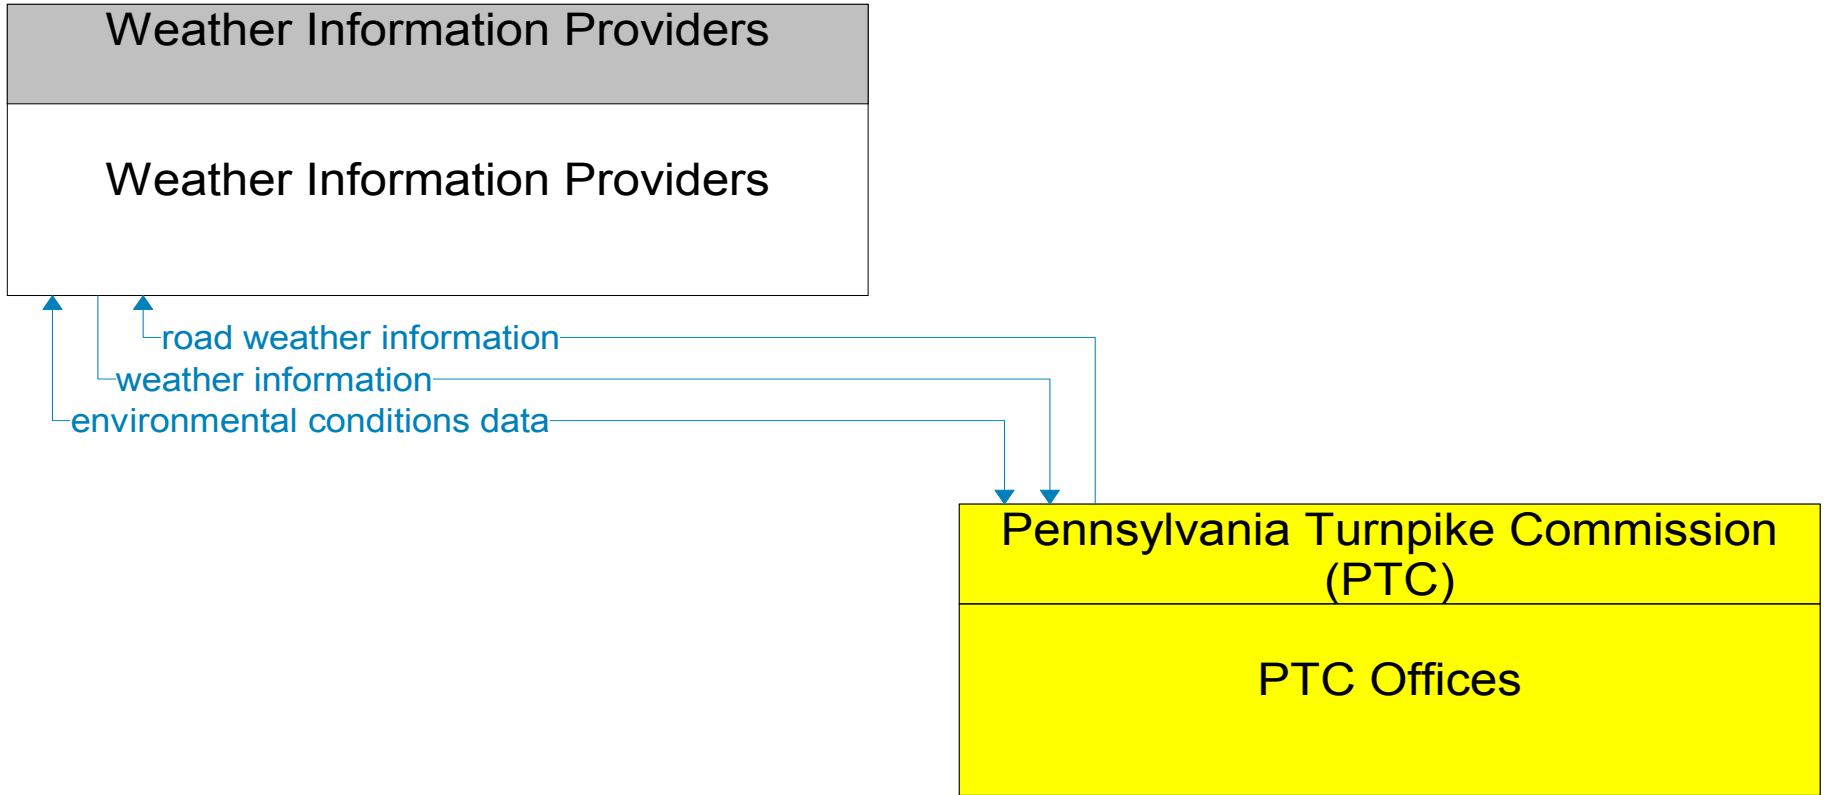 Weather Information Providers
Weather Information Providers
road weather information
weather information
environmental conditions data
Pennsylvania Turnpike Commission
(PTC)
PTC Offices